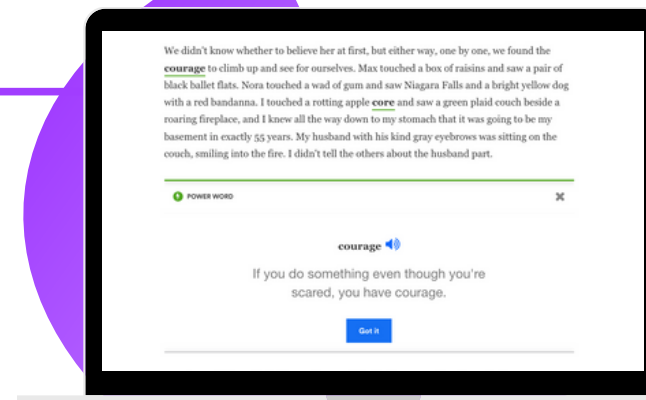 We didn't know whether to believe her at first, but either way, one by one, we found the
courage to climb up and see for ourselves. Max touched a box of raisins and saw a pair of
black ballet flats. Nora touched a wad of gum and saw Niagara Falls and a bright yellow dog
with a red bandanna. I touched a rotting apple core and saw a green plaid couch beside a
roaring fireplace, and I knew all the way down to my stomach that it was going to be my
basement in exactly 55 years. My husband with his kind gray eyebrows was sitting on the
couch, smiling into the fire. I didn't tell the others about the husband part.
POWER WORD
courage
If you do something even though you're
scared, you have courage.
Got it